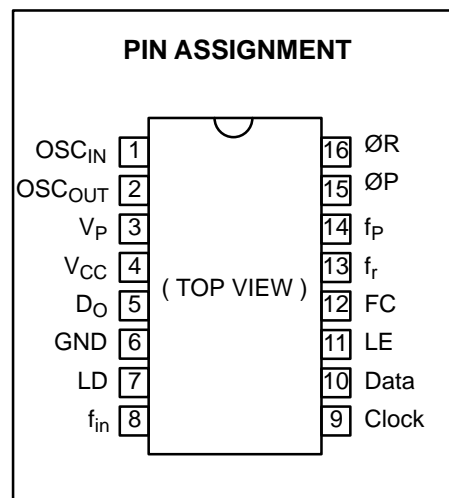 PIN ASSIGNMENT
OSCIN 1 16 ØR
OSCOUT 2 15 ØP
VP 3 14 fP
VCC 4 13 fr
( TOP VIEW )
DO 5 12 FC
GND 6 11 LE
LD 7 10 Data
fin 8 9 Clock